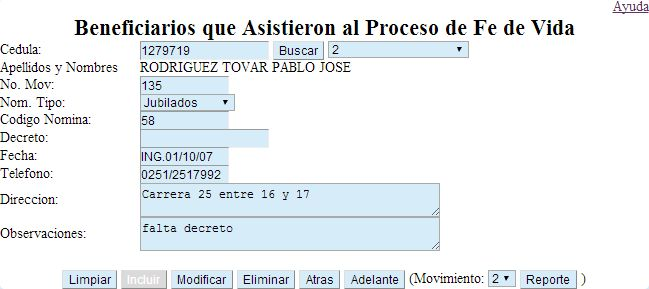 Ayuda
Beneficiarios que Asistieron al Proceso de Fe de Vida
Cedula: 1279719 Buscar 2
Apellidos y Nombres RODRIGUEZ TOVAR PABLO JOSE
No. Mov: 135
Nom. Tipo: Jubilados
Codigo Nomina: 58
Decreto:
Fecha: ING.01/10/07
Telefono: 0251/2517992
Direccion: Carrera 25 entre 16 y 17
Observaciones: falta decreto
Limpiar Incluir Modificar Eliminar Atras Adelante (Movimiento: 2 Reporte )